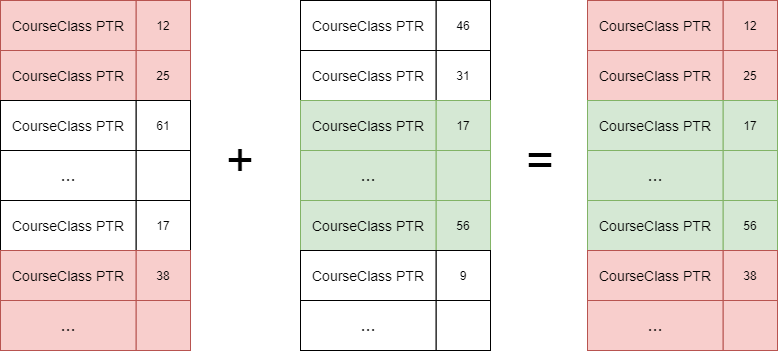 CourseClass PTR 12
CourseClass PTR 25
CourseClass PTR 61
...
CourseClass PTR 17
CourseClass PTR 38
...
+
CourseClass PTR 46
CourseClass PTR 31
CourseClass PTR 17
...
CourseClass PTR 56
CourseClass PTR 9
...
=
CourseClass PTR 12
CourseClass PTR 25
CourseClass PTR 17
...
CourseClass PTR 56
CourseClass PTR 38
...